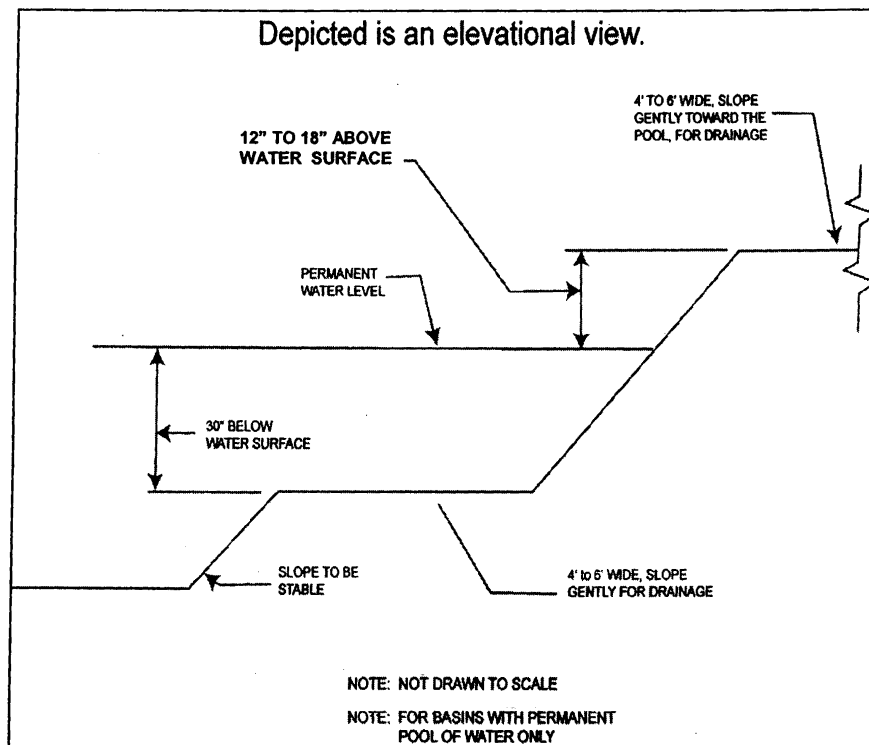 Depicted is an elevational view.
4' TO 6' WIDE, SLOPE
GENTLY TOWARD THE
POOL, FOR DRAINAGE
12" TO 18" ABOVE
WATER SURFACE
PERMANENT
WATER LEVEL
30" BELOW
WATER SURFACE
SLOPE TO BE
STABLE
4' to 6' WIDE, SLOPE
GENTLY FOR DRAINAGE
NOTE: NOT DRAWN TO SCALE
NOTE: FOR BASINS WITH PERMANENT
POOL OF WATER ONLY